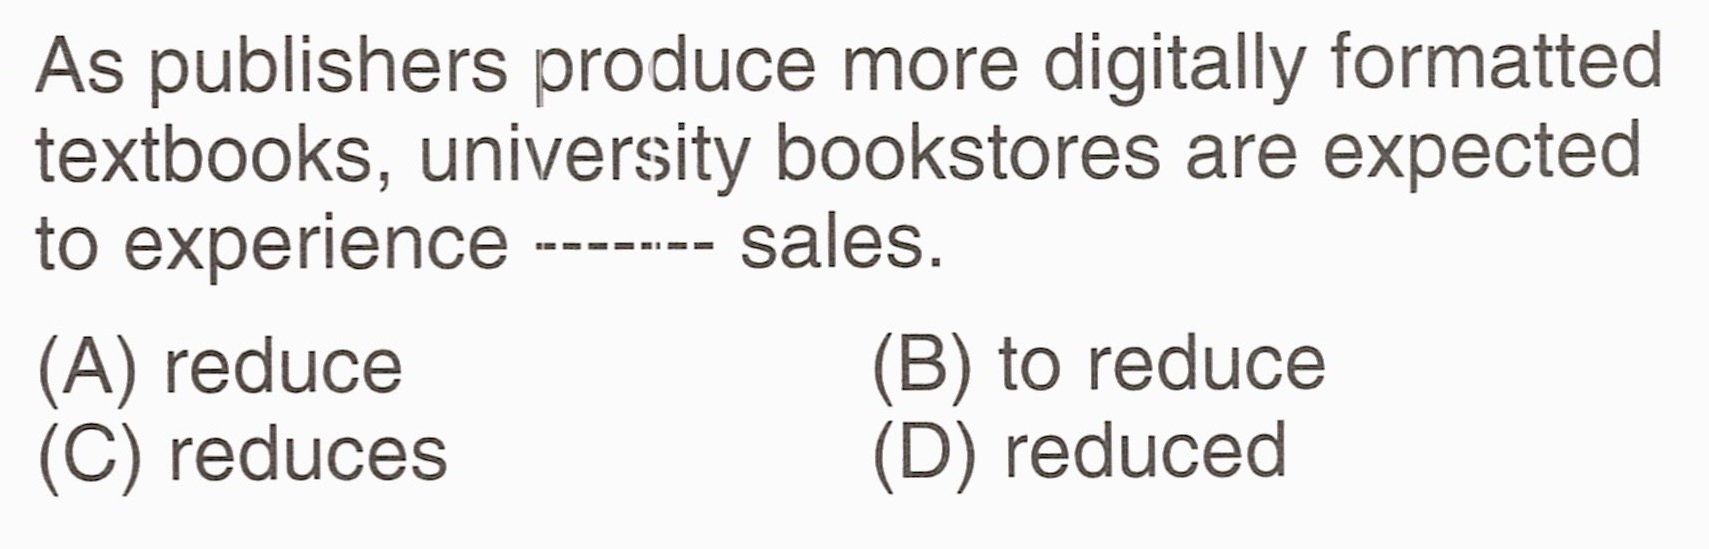 As publishers produce more digitally formatted
textbooks, university bookstores are expected
to experience ------- sales.
(A) reduce (B) to reduce
(C) reduces (D) reduced